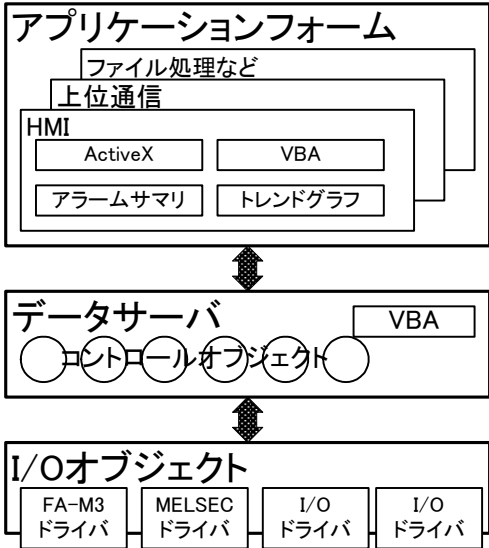 アプリケーションフォーム
ファイル処理など
上位通信
HMI
ActiveX
VBA
アラームサマリ
トレンドグラフ
データサーバ
VBA
コントロールオブジェクト
I/Oオブジェクト
FA-M3
ドライバ
MELSEC
ドライバ
I/O
ドライバ
I/O
ドライバ